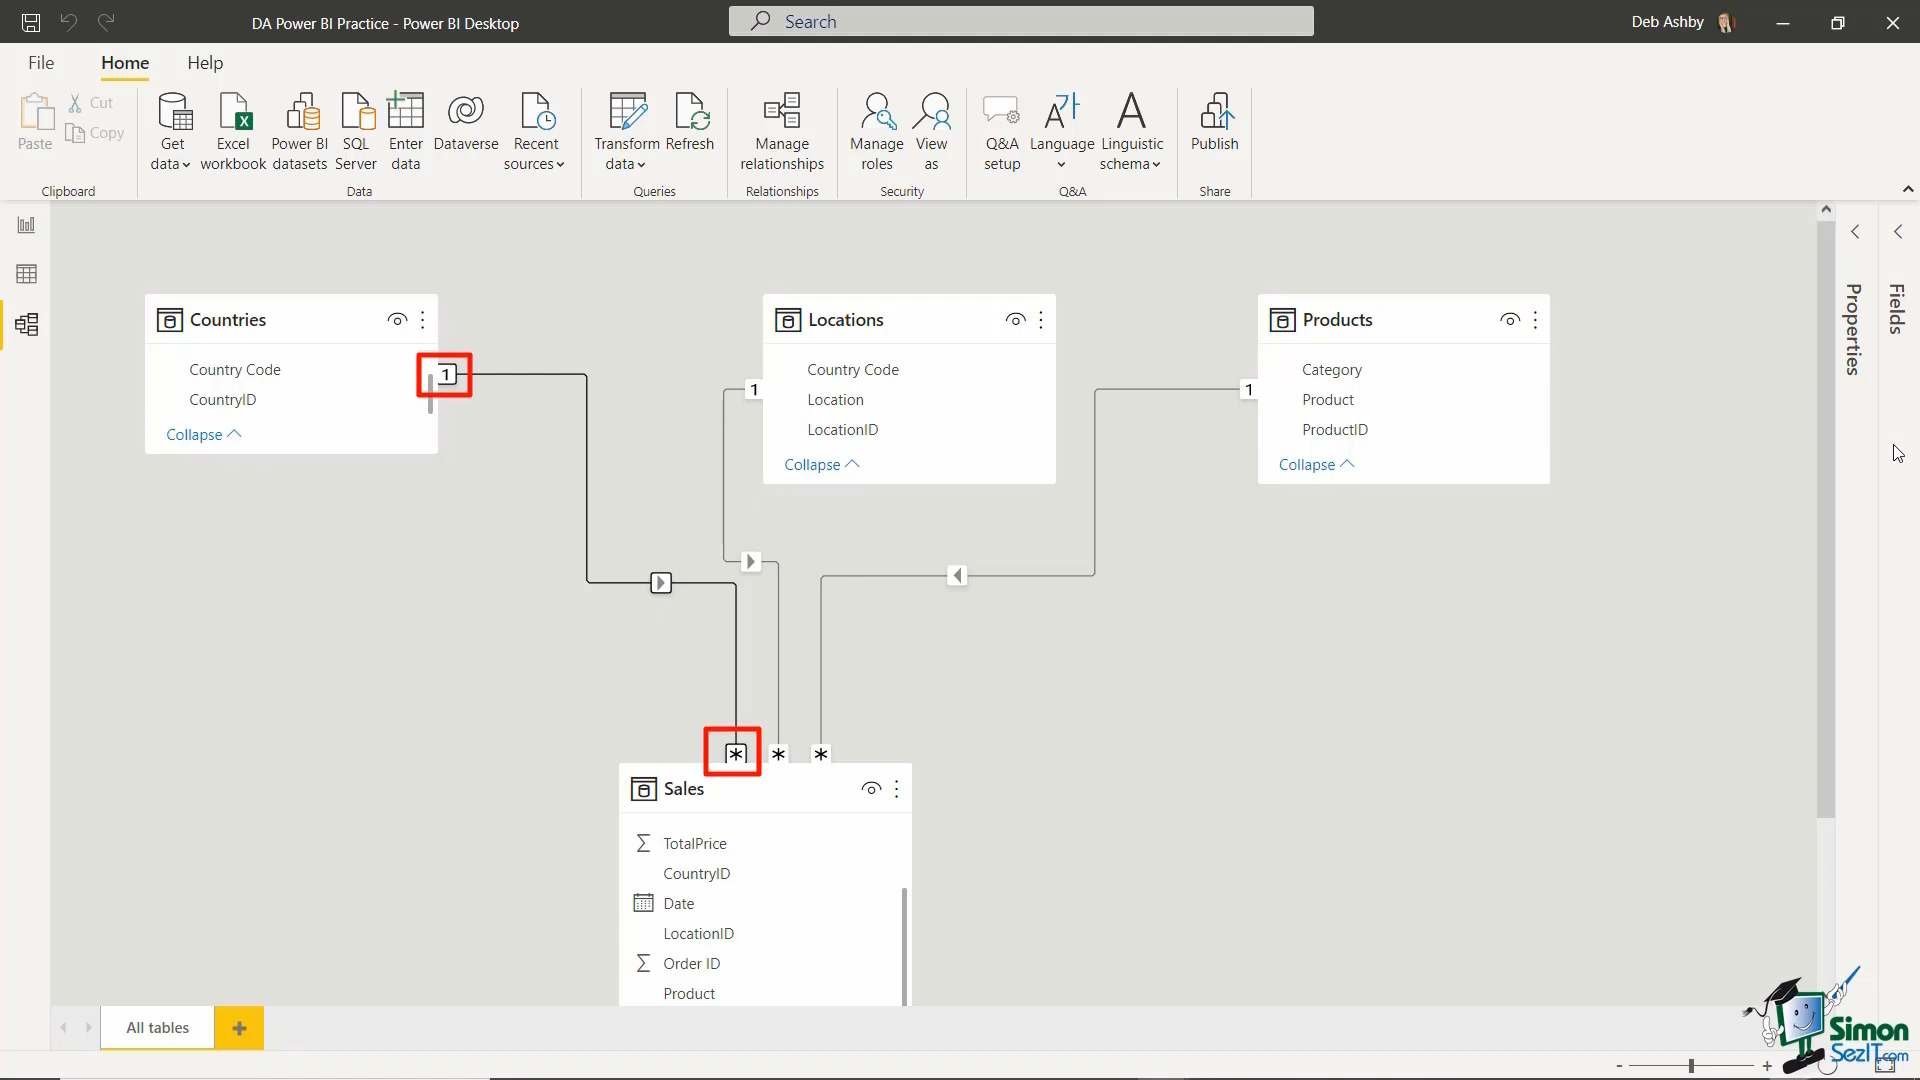 DA Power BI Practice - Power BI Desktop
Search
Deb Ashby
File
Home
Help
Paste
Cut
Copy
Get data
Excel workbook
Power BI datasets
SQL Server
Enter data
Dataverse
Recent sources
Transform data
Refresh
Manage relationships
Manage roles
View as
Q&A setup
Language
Linguistic schema
Publish
Clipboard
Data
Queries
Relationships
Security
Q&A
Share
Countries
Country Code
CountryID
Collapse
1
Locations
Country Code
Location
LocationID
Collapse
1
Products
Category
Product
ProductID
Collapse
1
Properties
Fields
* * *
Sales
TotalPrice
CountryID
Date
LocationID
Order ID
Product
All tables
+
- +
Simon
SezIT.com